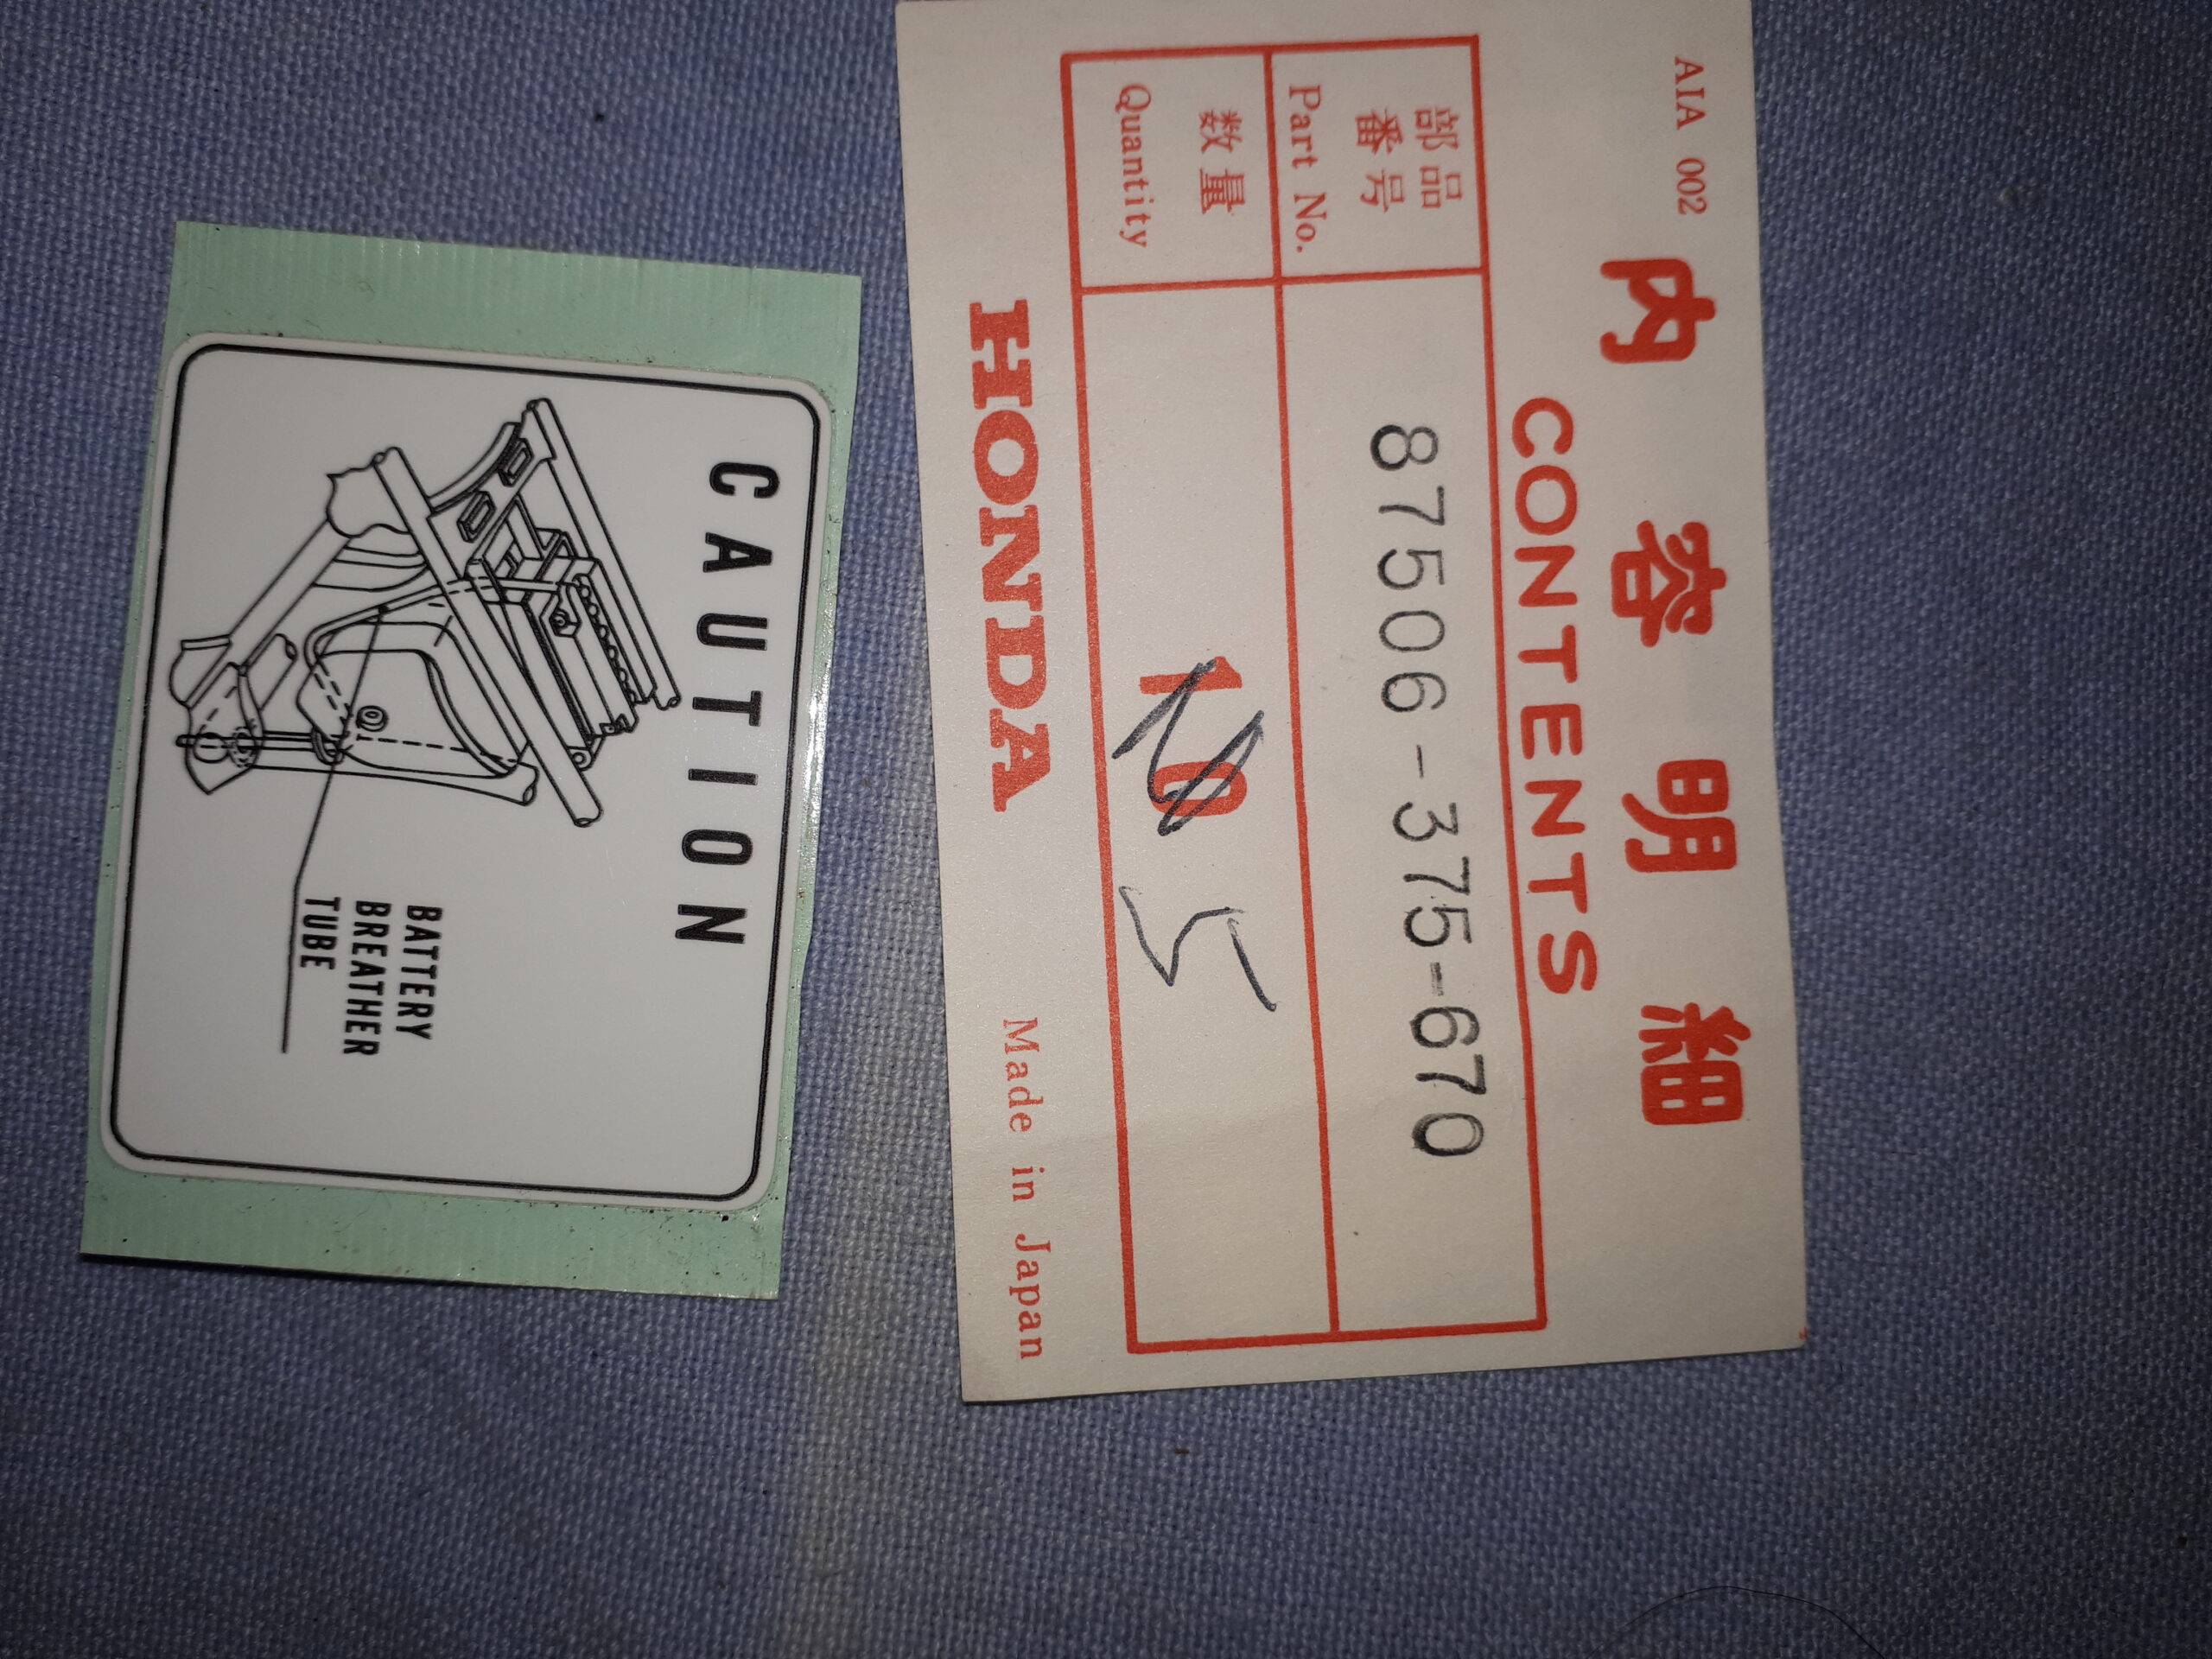 AIA 002
内容明細
CONTENTS
部品
番号
Part No.
87506-375-670
数量
Quantity
10 5
HONDA Made in Japan
CAUTION
BATTERY
BREATHER
TUBE